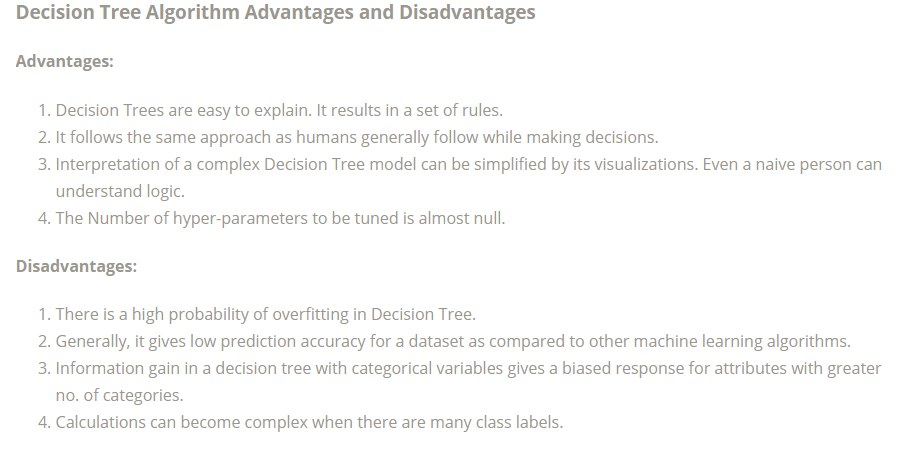 Decision Tree Algorithm Advantages and Disadvantages
Advantages:
1. Decision Trees are easy to explain. It results in a set of rules.
2. It follows the same approach as humans generally follow while making decisions.
3. Interpretation of a complex Decision Tree model can be simplified by its visualizations. Even a naive person can
understand logic.
4. The Number of hyper-parameters to be tuned is almost null.
Disadvantages:
1. There is a high probability of overfitting in Decision Tree.
2. Generally, it gives low prediction accuracy for a dataset as compared to other machine learning algorithms.
3. Information gain in a decision tree with categorical variables gives a biased response for attributes with greater
no. of categories.
4. Calculations can become complex when there are many class labels.